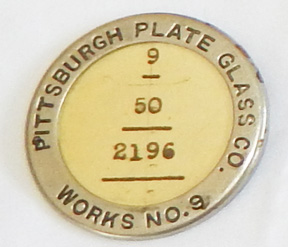 PITTSBURGH PLATE GLASS CO.
9
50
2196
WORKS NO. 9